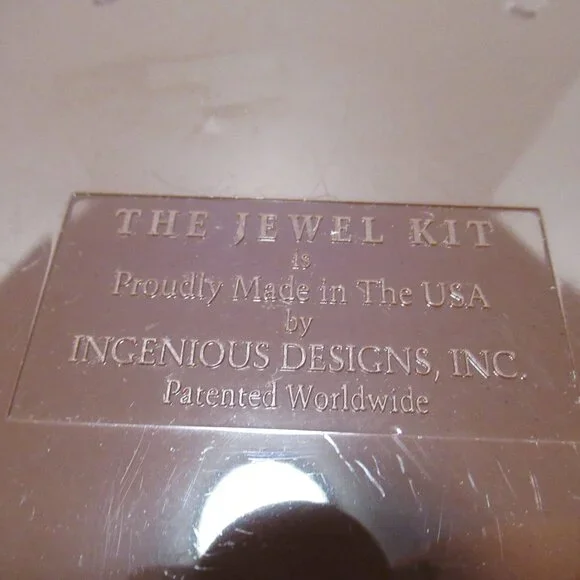 THE JEWEL KIT
is
Proudly Made in The USA
by
INGENIOUS DESIGNS, INC.
Patented Worldwide